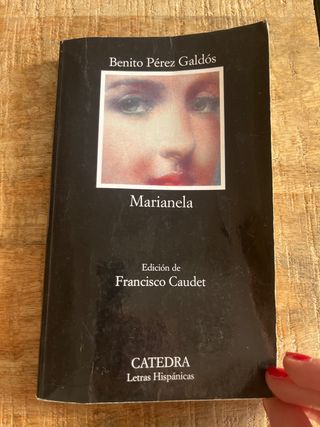 Benito Pérez Galdós
Marianela
Edición de
Francisco Caudet
CATEDRA
Letras Hispánicas